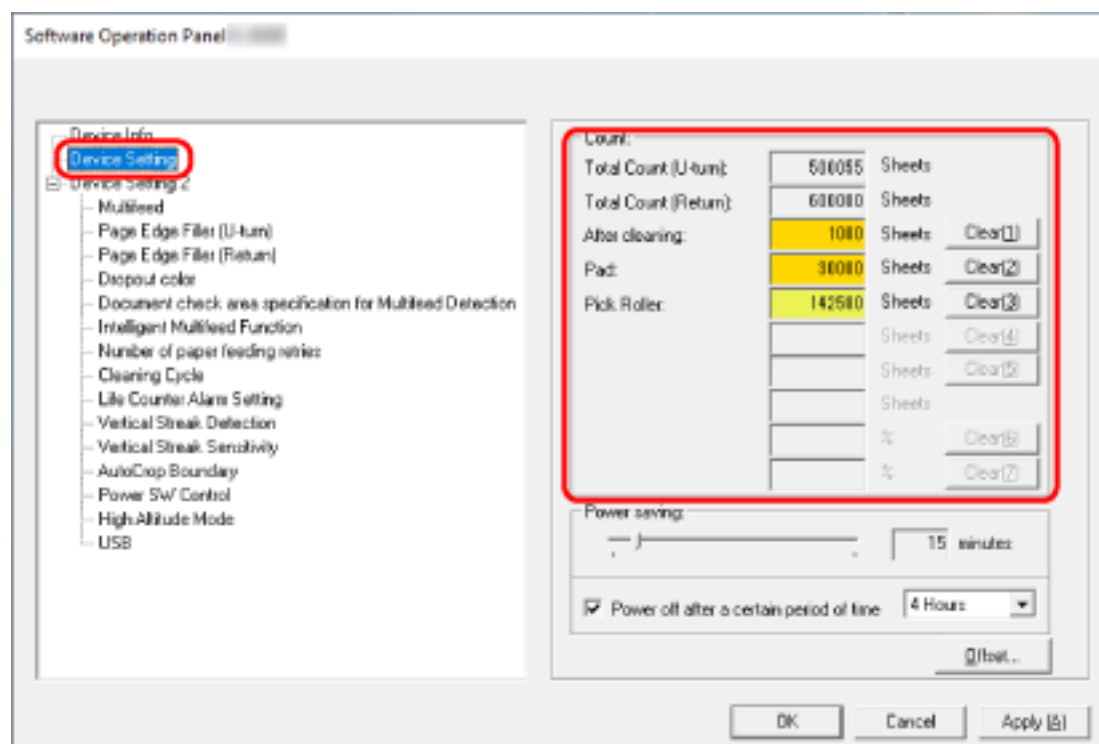 Software Operation Panel
Device Info
Device Setting
Device Setting 2
Multifeed
Page Edge Filler (U-turn)
Page Edge Filler (Return)
Dropout color
Document check area specification for Multifeed Detection
Intelligent Multifeed Function
Number of paper feeding retries
Cleaning Cycle
Life Counter Alarm Setting
Vertical Streak Detection
Vertical Streak Sensitivity
AutoCrop Boundary
Power SW Control
High Altitude Mode
USB
Count:
Total Count (U-turn): 500055 Sheets
Total Count (Return): 600000 Sheets
After cleaning: 1000 Sheets Clear(1)
Pad: 30000 Sheets Clear(2)
Pick Roller: 142500 Sheets Clear(3)
Sheets Clear(4)
Sheets Clear(5)
Sheets
% Clear(6)
% Clear(7)
Power saving:
15 minutes
Power off after a certain period of time 4 Hours
Offset...
OK Cancel Apply (A)